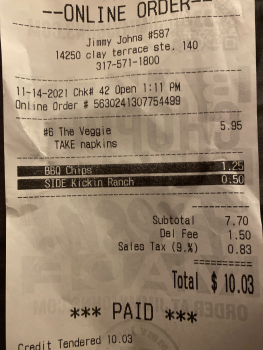 --ONLINE ORDER--
Jimmy Johns #587
14250 clay terrace ste. 140
317-571-1800
11-14-2021 Chk# 42 Open 1:11 PM
Online Order # 5630241307754499
#6 The Veggie 5.95
TAKE napkins
BBQ Chips 1.25
SIDE Kickin Ranch 0.50
Subtotal 7.70
Del Fee 1.50
Sales Tax (9.%) 0.83
Total $ 10.03
*** PAID ***
Credit Tendered 10.03